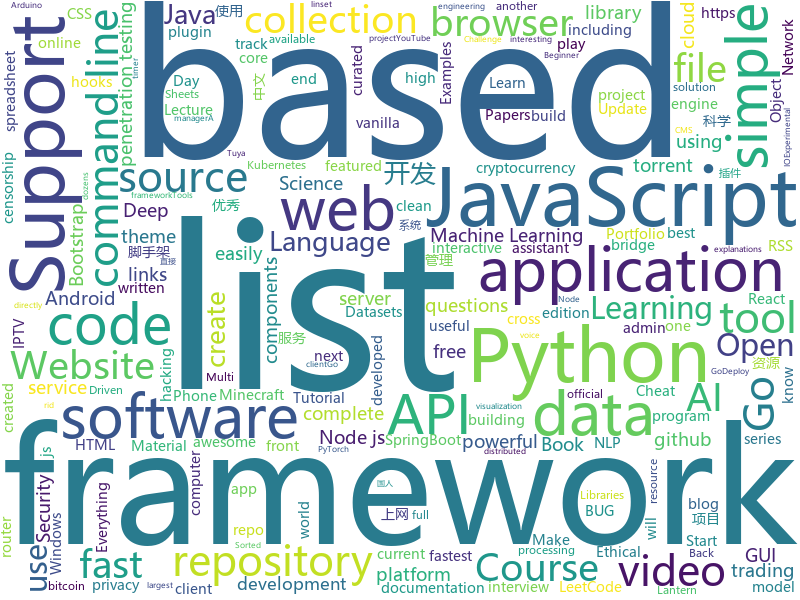 Arduino
Java
使用
collection
linset
engineering
another
projectYouTube
Challenge
interesting
Beginner
https
CSS
plugin
browser
library
available
cloud
online
Support
command line
penetration testing
based
track
core
including
play
simple
Network
spreadsheet
hooks
Day
Sheets
end
high
curated
Examples
file
solution
Lecture
中文
Learn
project
Update
Object
managerA
vanilla
Papers
build
engine
CMS
IOExperimental
timer
Tuya
using
科学
censorship
source
Kubernetes
featured
开发
cryptocurrency
torrent
插件
dozens
frameworkTools
Science
clean
JavaScript
Bootstrap
Deep
优秀
web
theme
Language
Machine Learning
Portfolio
best
系统
interactive
assistant
bridge
RSS
explanations
脚手架
easily
管理
links
直接
application
资源
written
components
Android
server
questions
cross
React
Node
directly
IPTV
code
create
list
Datasets
useful
edition
Learning
admin
one
voice
服务
tool
Website
Python
Open
GoDeploy
hacking
Multi
next
developed
free
know
Driven
clientGo
service
Phone
Minecraft
API
data
AI
Go
official
Cheat
visualization
created
software
Tutorial
complete
building
program
series
HTML
Material
awesome
front
Node js
SpringBoot
powerful
Book
NLP
github
js
nd
PyTorch
distributed
Security
computer
app
framework
Libraries
resource
router
Everything
repo
Sorted
world
国人
上网
full
BUG
will
blog
项目
Windows
use
fast
repository
current
fastest
Make
Ethical
Start
Back
platform
processing
Course
video
GUI
bitcoin
privacy
client
development
documentation
interview
LeetCode
trading
largest
Lantern
model